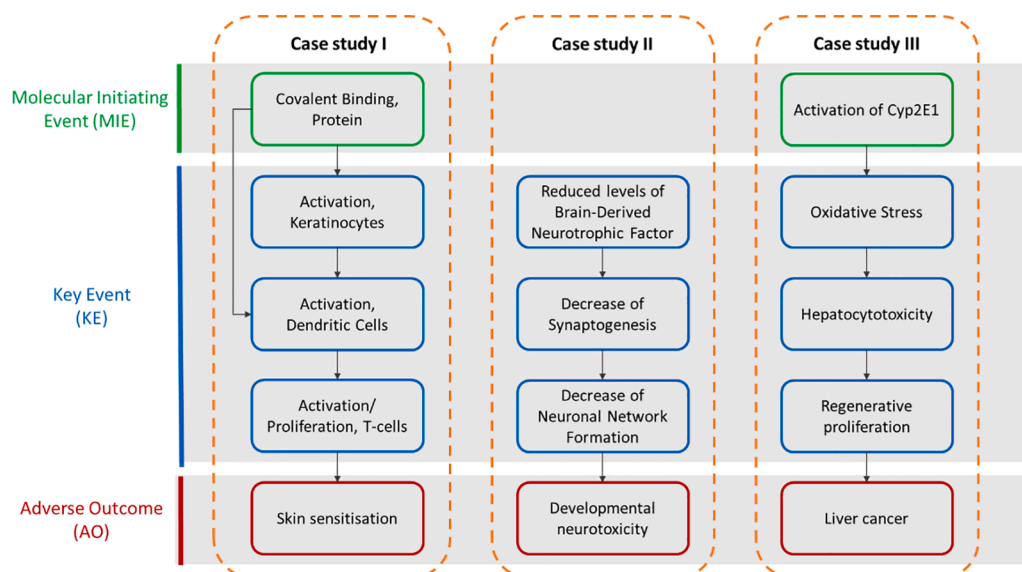 Case study I
Case study II
Case study III
Molecular Initiating
Event (MIE)
Covalent Binding,
Protein
Activation of Cyp2E1
Key Event
(KE)
Activation,
Keratinocytes
Reduced levels of
Brain-Derived
Neurotrophic Factor
Oxidative Stress
Activation,
Dendritic Cells
Decrease of
Synaptogenesis
Hepatocytotoxicity
Activation/
Proliferation, T-cells
Decrease of
Neuronal Network
Formation
Regenerative
proliferation
Adverse Outcome
(AO)
Skin sensitisation
Developmental
neurotoxicity
Liver cancer